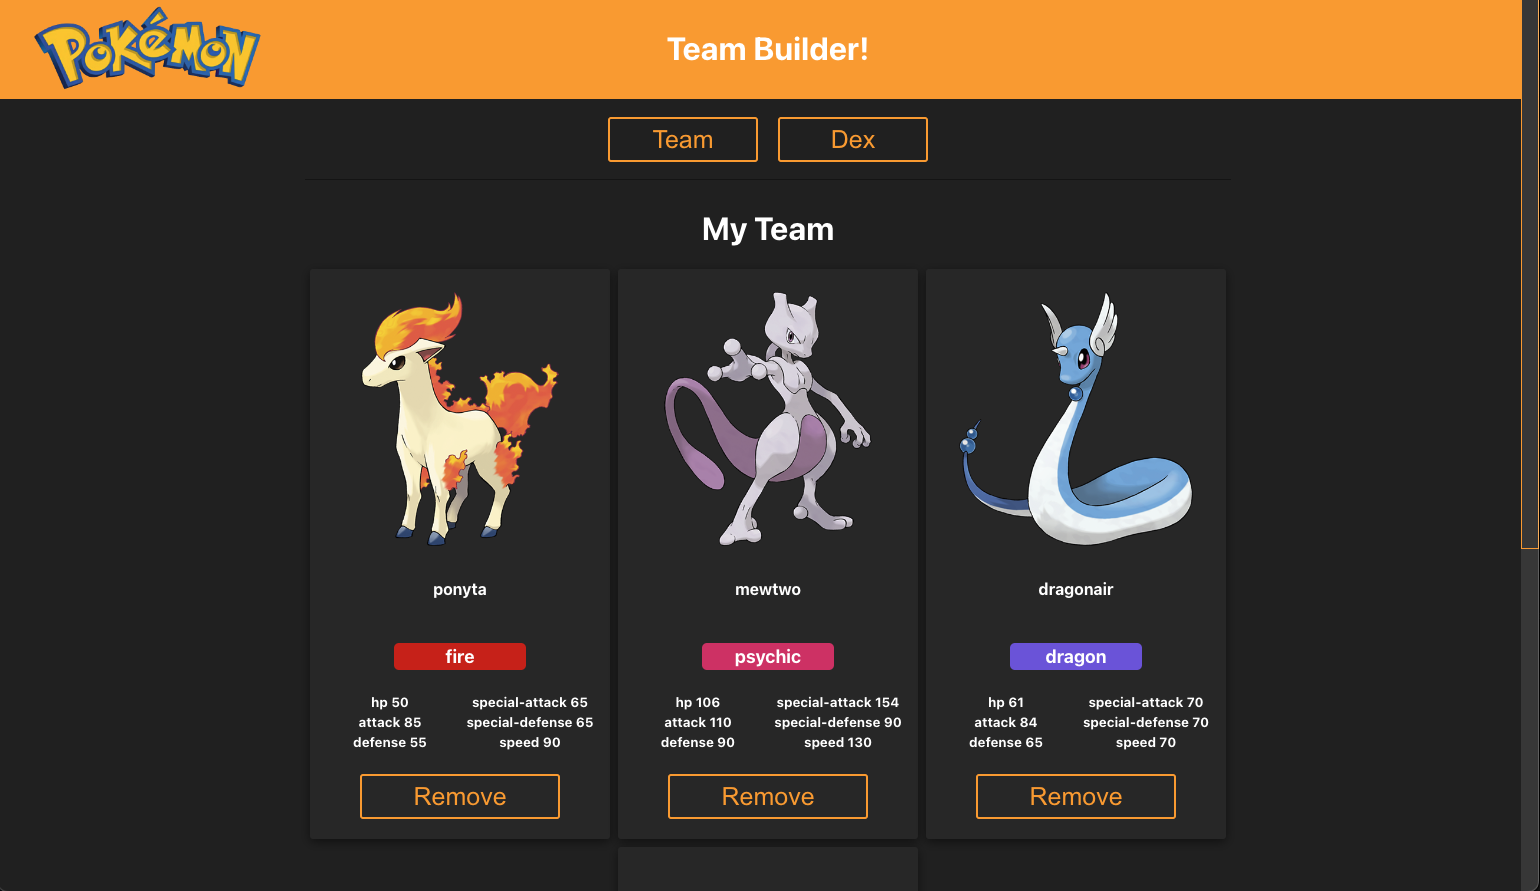 POKéMON
Team Builder!
Team
Dex
My Team
ponyta
mewtwo
dragonair
fire
psychic
dragon
hp 50
special-attack 65
attack 85
special-defense 65
defense 55
speed 90
hp 106
special-attack 154
attack 110
special-defense 90
defense 90
speed 130
hp 61
special-attack 70
attack 84
special-defense 70
defense 65
speed 70
Remove
Remove
Remove